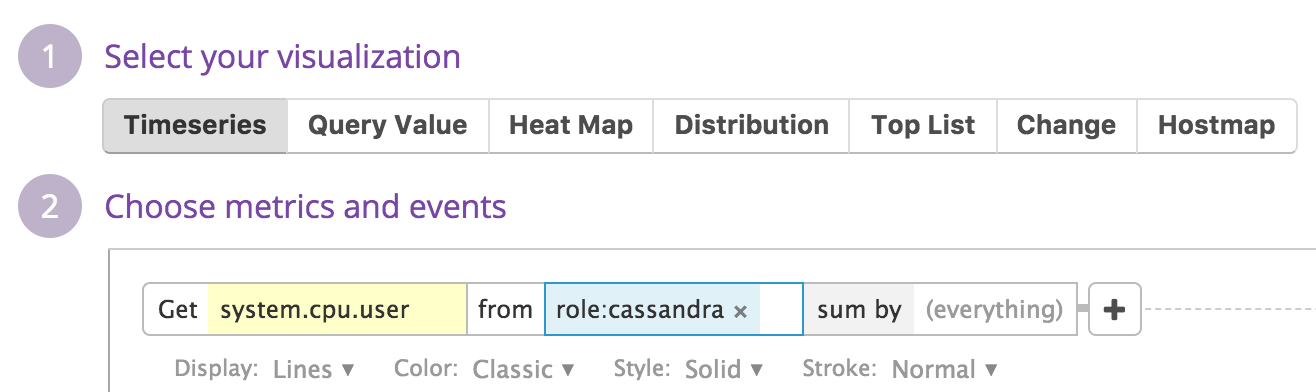 1 Select your visualization
Timeseries Query Value Heat Map Distribution Top List Change Hostmap
2 Choose metrics and events
Get system.cpu.user from role:cassandra × sum by (everything) +
Display: Lines ▼ Color: Classic ▼ Style: Solid ▼ Stroke: Normal ▼